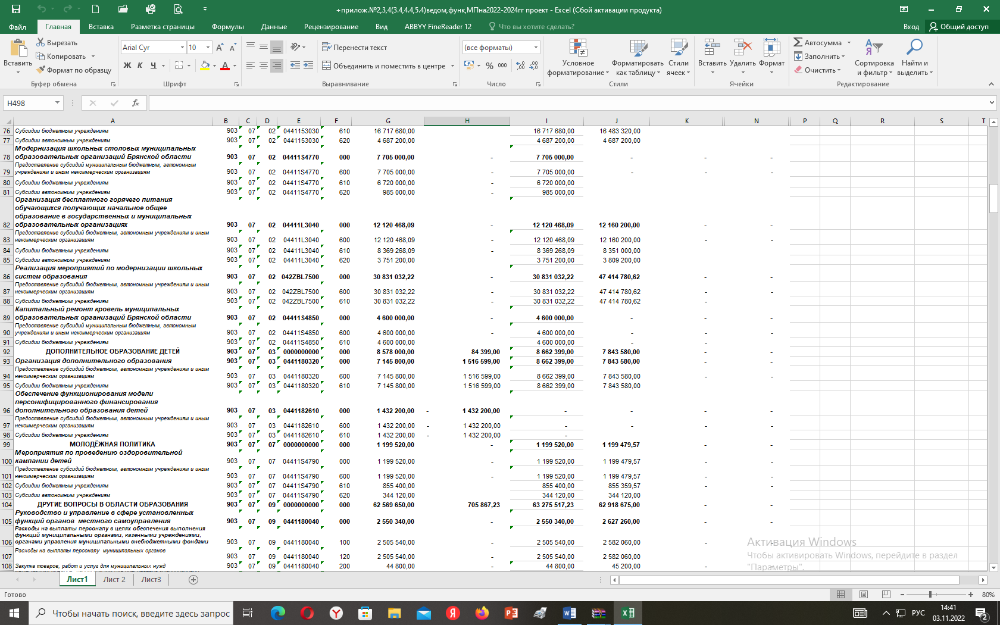 +прилож.№2,3,4(3.4,4.4,5.4)ведом,функ,МПна2022-2024гг проект - Excel (Сбой активации продукта)
Файл Главная Вставка Разметка страницы Формулы Данные Рецензирование Вид ABBYY FineReader 12 Что вы хотите сделать? Вход Общий доступ
Вставить Вырезать Arial Cyr 10 Перенести текст (все форматы) Условное форматирование Форматировать как таблицу Стили ячеек Вставить Удалить Формат Автосумма Сортировка и фильтр Найти и выделить
Копировать Заполнить
Формат по образцу Ж К Ч Объединить и поместить в центре % 000 Очистить
Буфер обмена Шрифт Выравнивание Число Стили Ячейки Редактирование
H498 fx
A B C D E F G H I J K N P Q R S T
76 Субсидии бюджетным учреждениям 903 07 02 0441153030 610 16 717 680,00 16 717 680,00 16 483 320,00
77 Субсидии автономным учреждениям 903 07 02 0441153030 620 4 687 200,00 4 687 200,00 4 687 200,00
Модернизация школьных столовых муниципальных
78 образовательных организаций Брянской области 903 07 02 04411S4770 000 7 705 000,00 - 7 705 000,00 - - -
Предоставление субсидий муниципальным бюджетным, автономным
79 учреждениям и иным некоммерческим организациям 903 07 02 04411S4770 600 7 705 000,00 - 7 705 000,00 - - -
80 Субсидии бюджетным учреждениям 903 07 02 04411S4770 610 6 720 000,00 - 6 720 000,00
81 Субсидии автономным учреждениям 903 07 02 04411S4770 620 985 000,00 - 985 000,00
Организация бесплатного горячего питания
обучающихся получающих начальное общее
образование в государственных и муниципальных
82 образовательных организациях 903 07 02 04411L3040 000 12 120 468,09 - 12 120 468,09 12 160 200,00 - -
Предоставление субсидий бюджетным, автономным учреждениям и иным
83 некоммерческим организациям 903 07 02 04411L3040 600 12 120 468,09 - 12 120 468,09 12 160 200,00 - -
84 Субсидии бюджетным учреждениям 903 07 02 04411L3040 610 8 369 268,09 - 8 369 268,09 8 351 000,00
85 Субсидии автономным учреждениям 903 07 02 04411L3040 620 3 751 200,00 3 751 200,00 3 809 200,00
Реализация мероприятий по модернизации школьных
86 систем образования 903 07 02 042ZBL7500 000 30 831 032,22 - 30 831 032,22 47 414 780,62 - -
Предоставление субсидий бюджетным, автономным учреждениям и иным
87 некоммерческим организациям 903 07 02 042ZBL7500 600 30 831 032,22 - 30 831 032,22 47 414 780,62 - -
88 Субсидии бюджетным учреждениям 903 07 02 042ZBL7500 610 30 831 032,22 - 30 831 032,22 47 414 780,62
Капитальный ремонт кровель муниципальных
89 образовательных организаций Брянской области 903 07 02 04411S4850 000 4 600 000,00 - 4 600 000,00 - - -
Предоставление субсидий муниципальным бюджетным, автономным
90 учреждениям и иным некоммерческим организациям 903 07 02 04411S4850 600 4 600 000,00 4 600 000,00 - - -
91 Субсидии бюджетным учреждениям 903 07 02 04411S4850 610 4 600 000,00 4 600 000,00 - - -
92 ДОПОЛНИТЕЛЬНОЕ ОБРАЗОВАНИЕ ДЕТЕЙ 903 07 03 0000000000 000 8 578 000,00 84 399,00 8 662 399,00 7 843 580,00 - -
93 Организация дополнительного образования 903 07 03 0441180320 000 7 145 800,00 1 516 599,00 8 662 399,00 7 843 580,00 - -
Предоставление субсидий бюджетным, автономным учреждениям и иным
94 некоммерческим организациям 903 07 03 0441180320 600 7 145 800,00 1 516 599,00 8 662 399,00 7 843 580,00 - -
95 Субсидии бюджетным учреждениям 903 07 03 0441180320 610 7 145 800,00 1 516 599,00 8 662 399,00 7 843 580,00
Обеспечение функционирования модели
персонифицированного финансирования
96 дополнительного образования детей 903 07 03 0441182610 000 1 432 200,00 - 1 432 200,00 - - - -
Предоставление субсидий бюджетным, автономным учреждениям и иным
97 некоммерческим организациям 903 07 03 0441182610 600 1 432 200,00 - 1 432 200,00 - - - -
98 Субсидии бюджетным учреждениям 903 07 03 0441182610 610 1 432 200,00 - 1 432 200,00 -
99 МОЛОДЁЖНАЯ ПОЛИТИКА 903 07 07 0000000000 000 1 199 520,00 - 1 199 520,00 1 199 479,57 - -
Мероприятия по проведению оздоровительной
100 кампании детей 903 07 07 04411S4790 000 1 199 520,00 - 1 199 520,00 1 199 479,57 - -
Предоставление субсидий бюджетным, автономным учреждениям и иным
101 некоммерческим организациям 903 07 07 04411S4790 600 1 199 520,00 - 1 199 520,00 1 199 479,57 - -
102 Субсидии бюджетным учреждениям 903 07 07 04411S4790 610 855 400,00 855 400,00 855 359,57 - -
103 Субсидии автономным учреждениям 903 07 07 04411S4790 620 344 120,00 344 120,00 344 120,00 - -
104 ДРУГИЕ ВОПРОСЫ В ОБЛАСТИ ОБРАЗОВАНИЯ 903 07 09 0000000000 000 62 569 650,00 705 867,23 63 275 517,23 62 918 675,00 - -
Руководство и управление в сфере установленных
105 функций органов местного самоуправления 903 07 09 0441180040 000 2 550 340,00 - 2 550 340,00 2 627 260,00 - -
Расходы на выплаты персоналу в целях обеспечения выполнения
функций муниципальными органами, казенными учреждениями,
106 органами управления муниципальными внебюджетными фондами 903 07 09 0441180040 100 2 505 540,00 - 2 505 540,00 2 582 060,00 - -
Расходы на выплаты персоналу муниципальных органов
107 903 07 09 0441180040 120 2 505 540,00 - 2 505 540,00 2 582 060,00
108 Закупка товаров, работ и услуг для муниципальных нужд 903 07 09 0441180040 200 44 800,00 - 44 800,00 45 200,00 - -
Активация Windows
Чтобы активировать Windows, перейдите в раздел
"Параметры".
Лист1 Лист 2 Лист3
Готово 80%
Чтобы начать поиск, введите здесь запрос РУС 14:41
03.11.2022 2